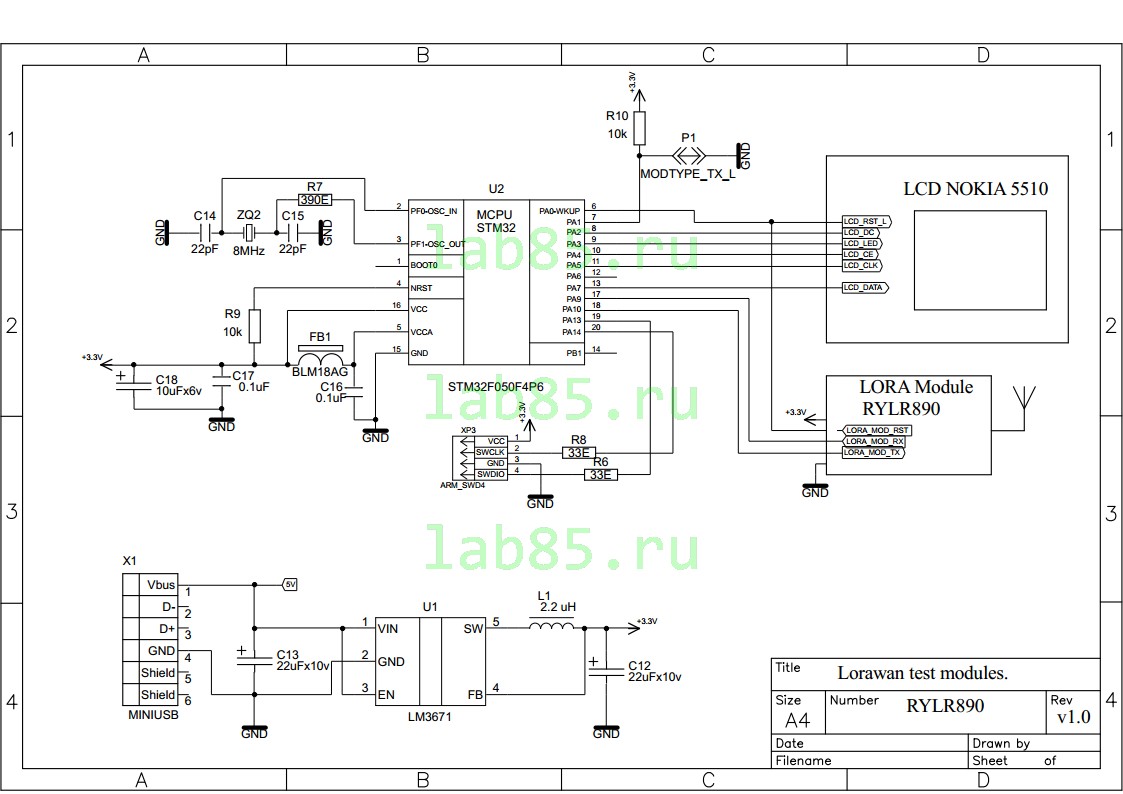 A B C D
1 1
+3.3V
R10
10k
P1
GND
MODTYPE_TX_L
LCD NOKIA 5510
R7
390E
U2
C14 ZQ2 C15
22pF 8MHz 22pF
GND GND
MCPU
STM32
2 PF0-OSC_IN
3 PF1-OSC_OUT
1 BOOT0
4 NRST
16 VCC
5 VCCA
15 GND
PA0-WKUP 6
PA1 7
PA2 8
PA3 9
PA4 10
PA5 11
PA6 12
PA7 13
PA9 17
PA10 18
PA13 19
PA14 20
PB1 14
LCD_RST_L
LCD_DC
LCD_LED
LCD_CE
LCD_CLK
LCD_DATA
lab85.ru
2 2
R9
10k
FB1
BLM18AG
+3.3V
C18
10uFx6v
C17
0.1uF
C16
0.1uF
GND
GND
STM32F050F4P6
lab85.ru
LORA Module
RYLR890
+3.3V
LORA_MOD_RST
LORA_MOD_RX
LORA_MOD_TX
GND
+3.3V
XP3
VCC 1
SWCLK 2
GND 3
SWDIO 4
ARM_SWD4
R8
33E
R6
33E
GND
3 3
lab85.ru
X1
Vbus 1
D- 2
D+ 3
GND 4
Shield 5
Shield 6
MINIUSB
5V
C13
22uFx10v
GND
U1
1 VIN
2 GND
3 EN
SW 5
FB 4
LM3671
L1
2.2 uH
+3.3V
C12
22uFx10v
GND
4 4
Title Lorawan test modules.
Size Number RYLR890 Rev
A4 v1.0
Date Drawn by
Filename Sheet of
A B C D